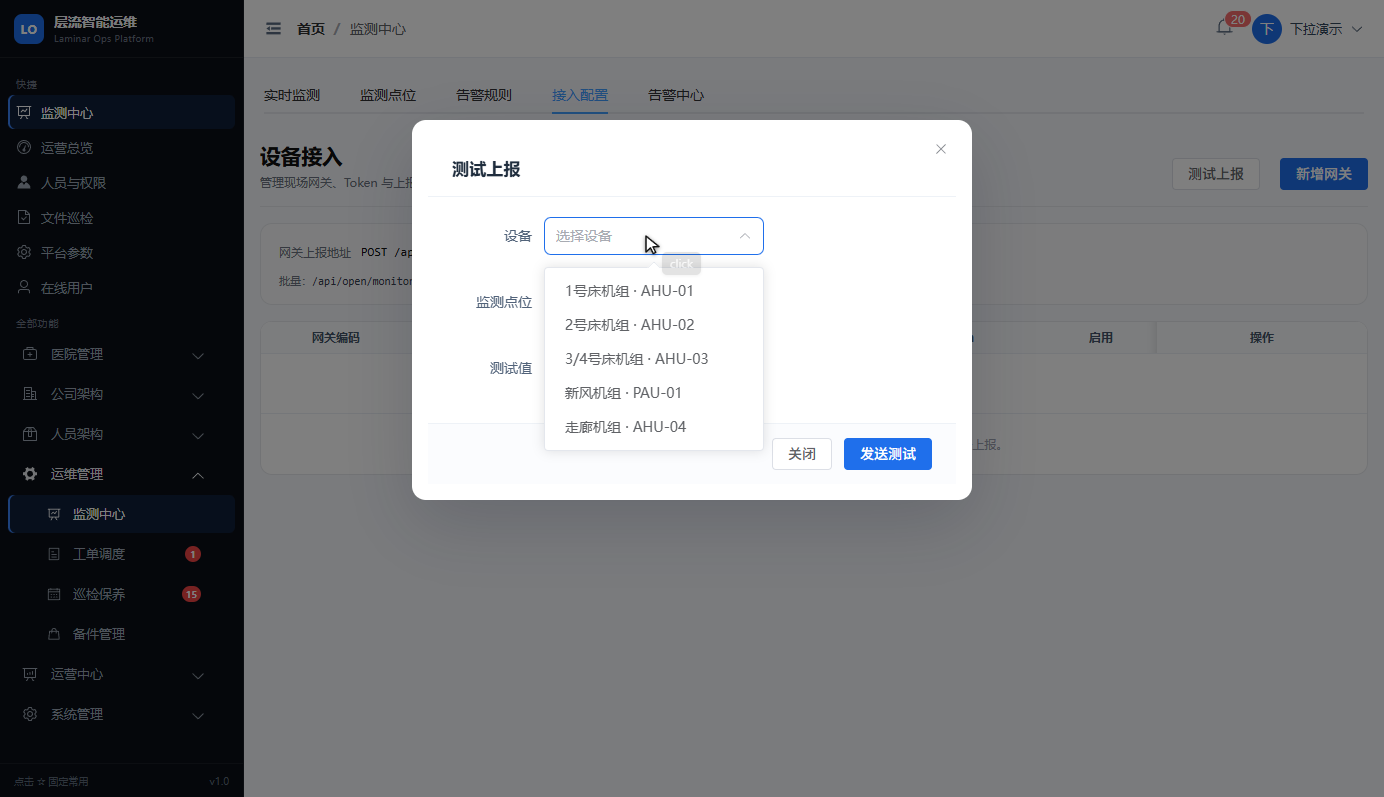 LO
层流智能运维
Laminar Ops Platform
首页 / 监测中心
20
下
下拉演示
快捷
监测中心
运营总览
人员与权限
文件巡检
平台参数
在线用户
全部功能
医院管理
公司架构
人员架构
运维管理
监测中心
工单调度 1
巡检保养 15
备件管理
运营中心
系统管理
点击 ☆ 固定常用
v1.0
实时监测 监测点位 告警规则 接入配置 告警中心
设备接入
管理现场网关、Token 与上报
测试上报 新增网关
网关上报地址 POST /ap
批量: /api/open/monitor
网关编码 启用 操作
上报。
测试上报
设备 选择设备
click
监测点位
测试值
1号床机组 · AHU-01
2号床机组 · AHU-02
3/4号床机组 · AHU-03
新风机组 · PAU-01
走廊机组 · AHU-04
关闭 发送测试